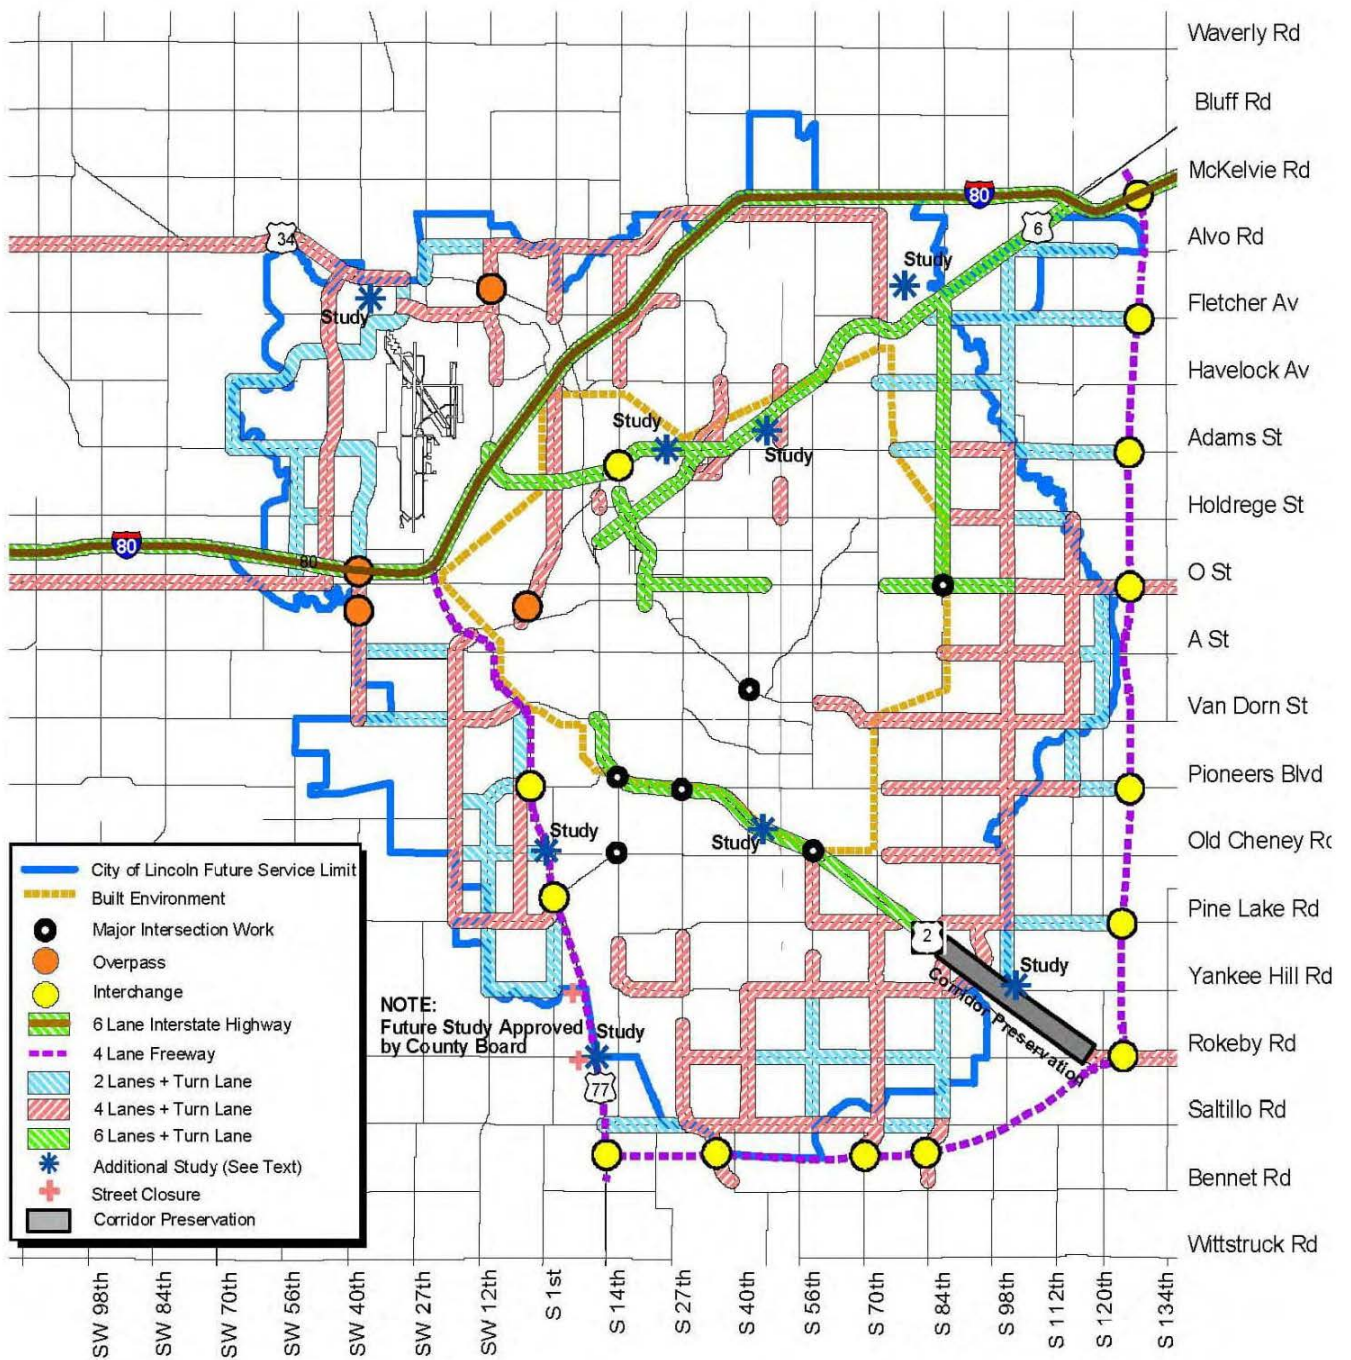 Waverly Rd
Bluff Rd
McKelvie Rd
80
6
34
Alvo Rd
Study
Study
Fletcher Av
Havelock Av
Study
Study
Adams St
Holdrege St
80
80
O St
A St
Van Dorn St
Pioneers Blvd
Study
Study
Old Cheney Rd
Pine Lake Rd
2
Study
Yankee Hill Rd
Corridor Preservation
NOTE:
Future Study Approved
by County Board
Study
Rokeby Rd
77
Saltillo Rd
Bennet Rd
Wittstruck Rd
City of Lincoln Future Service Limit
Built Environment
Major Intersection Work
Overpass
Interchange
6 Lane Interstate Highway
4 Lane Freeway
2 Lanes + Turn Lane
4 Lanes + Turn Lane
6 Lanes + Turn Lane
Additional Study (See Text)
Street Closure
Corridor Preservation
SW 98th
SW 84th
SW 70th
SW 56th
SW 40th
SW 27th
SW 12th
S 1st
S 14th
S 27th
S 40th
S 56th
S 70th
S 84th
S 98th
S 112th
S 120th
S 134th